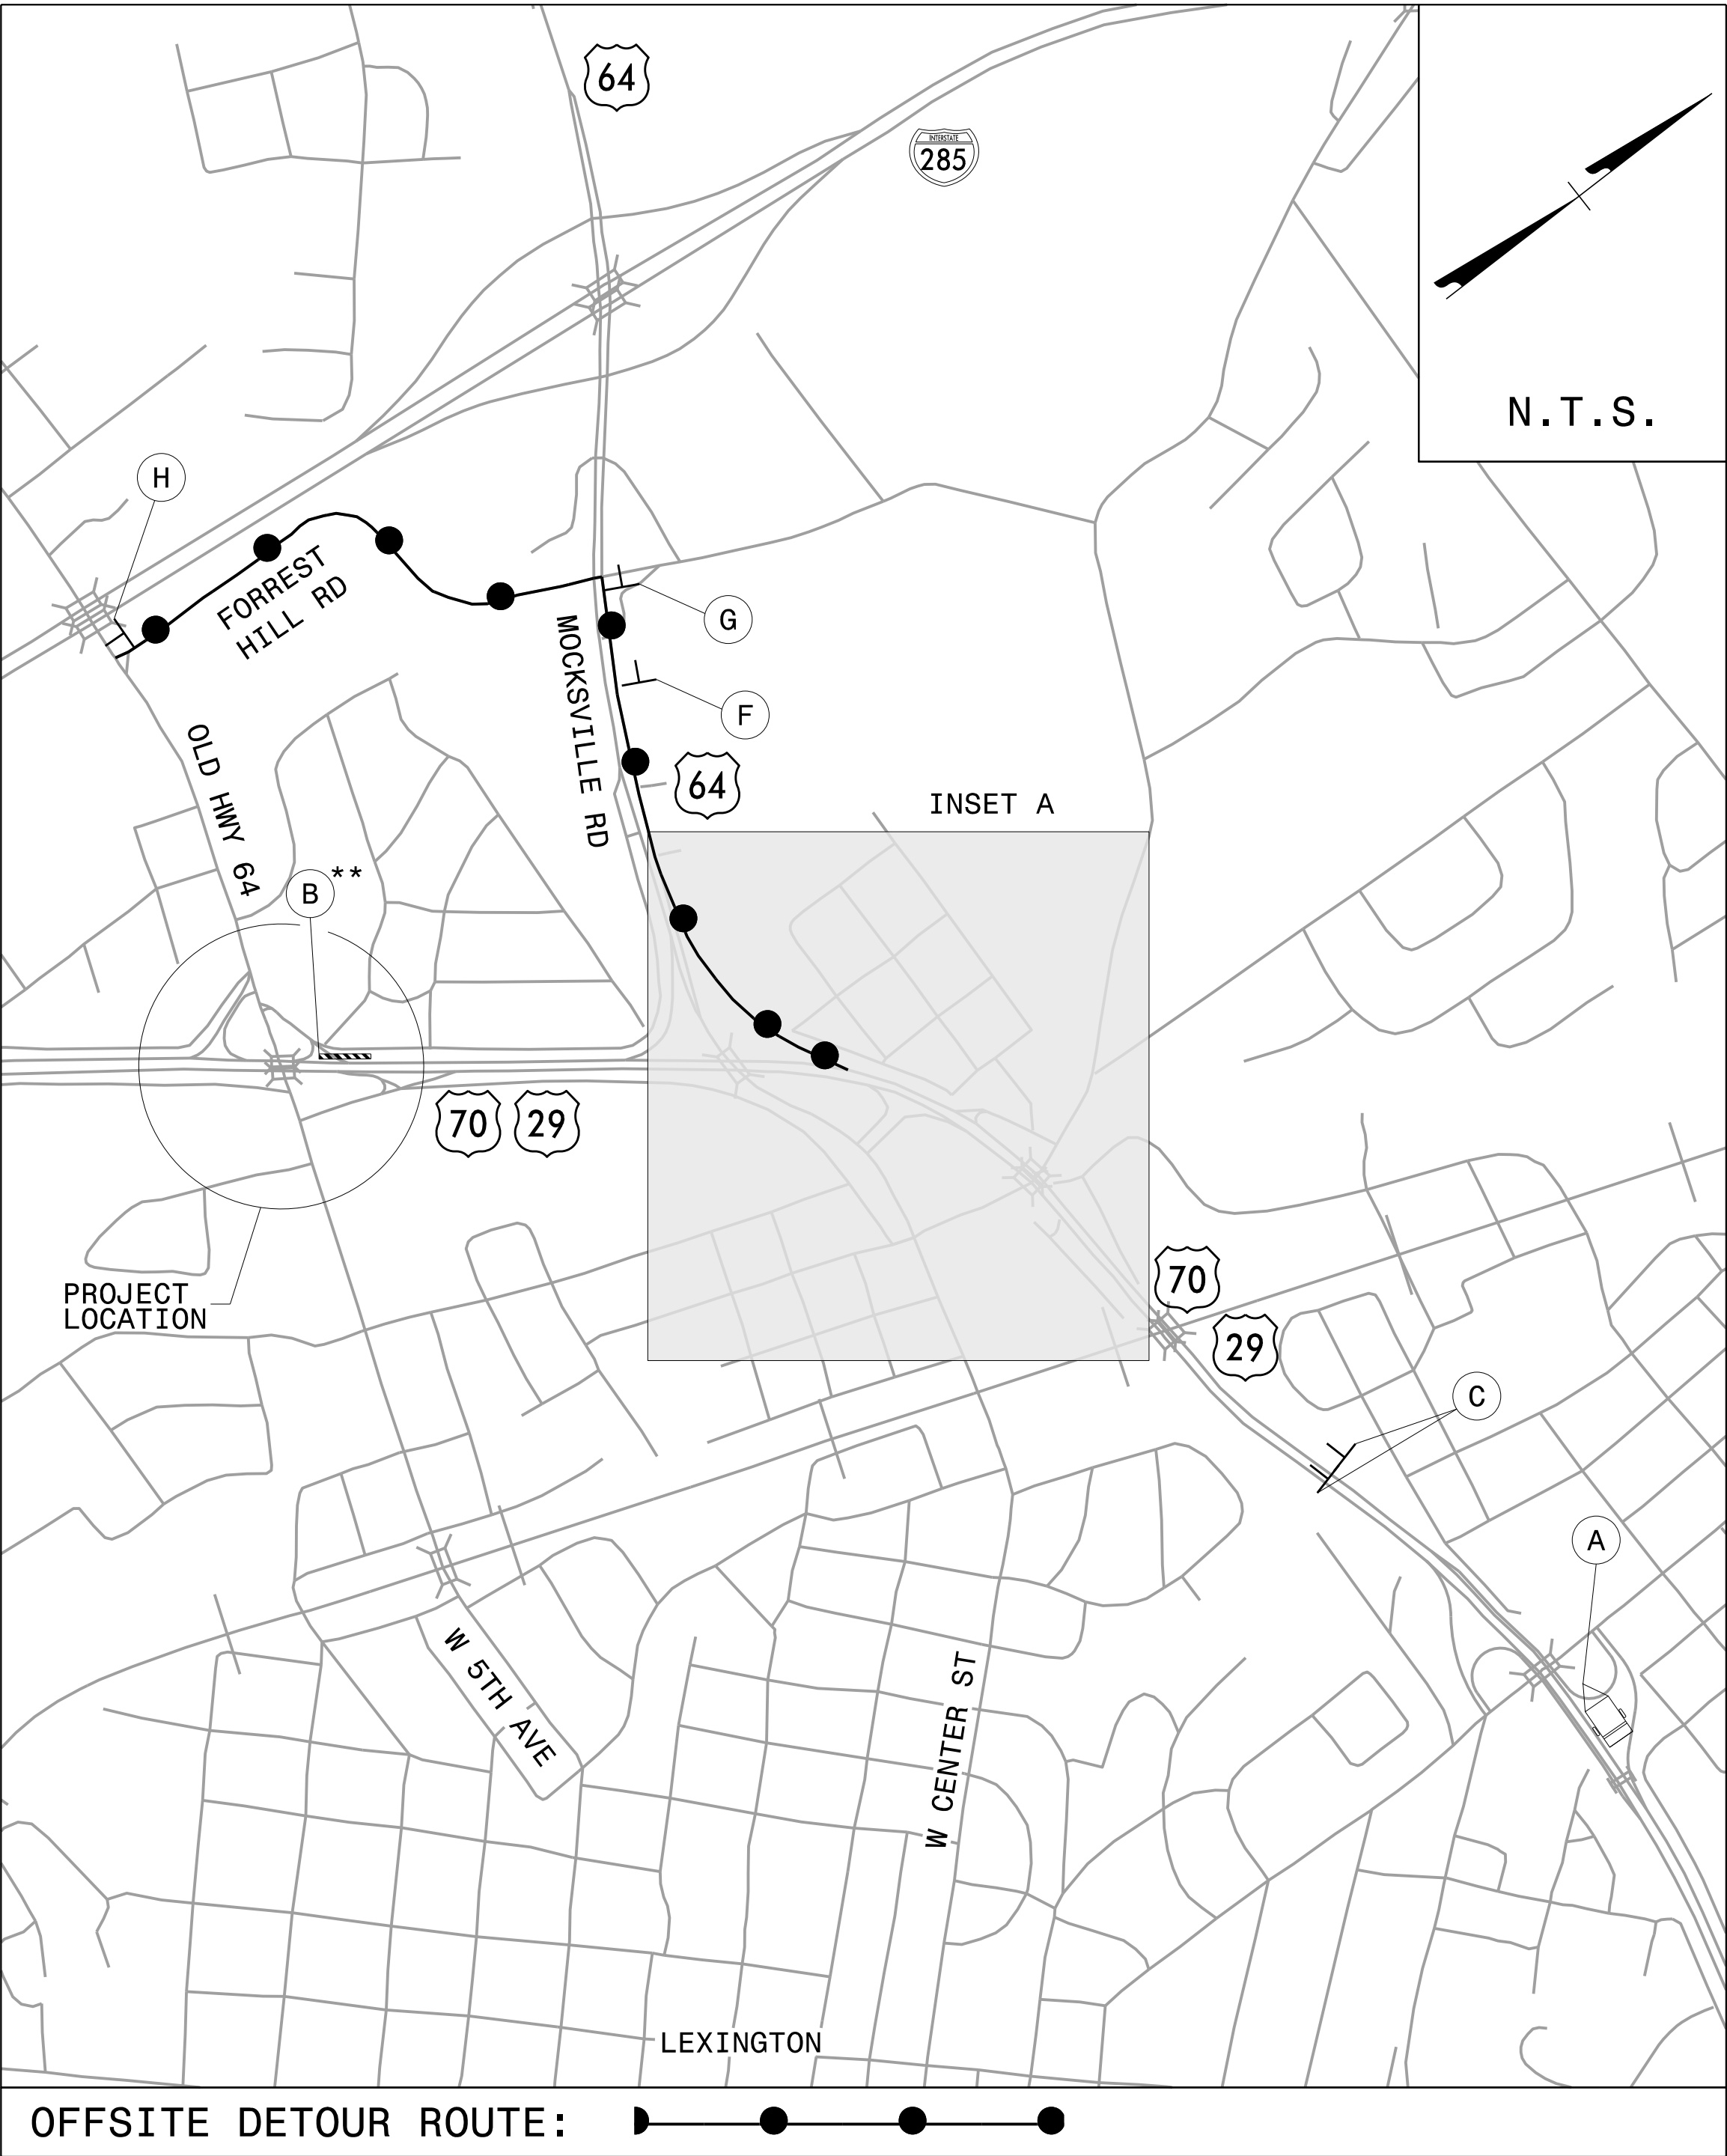 64
INTERSTATE
285
N.T.S.
H
FORREST
HILL RD
G
MOCKSVILLE RD
F
OLD HWY 64
64
INSET A
B**
70
29
PROJECT
LOCATION
70
29
C
A
W 5TH AVE
W CENTER ST
LEXINGTON
OFFSITE DETOUR ROUTE: